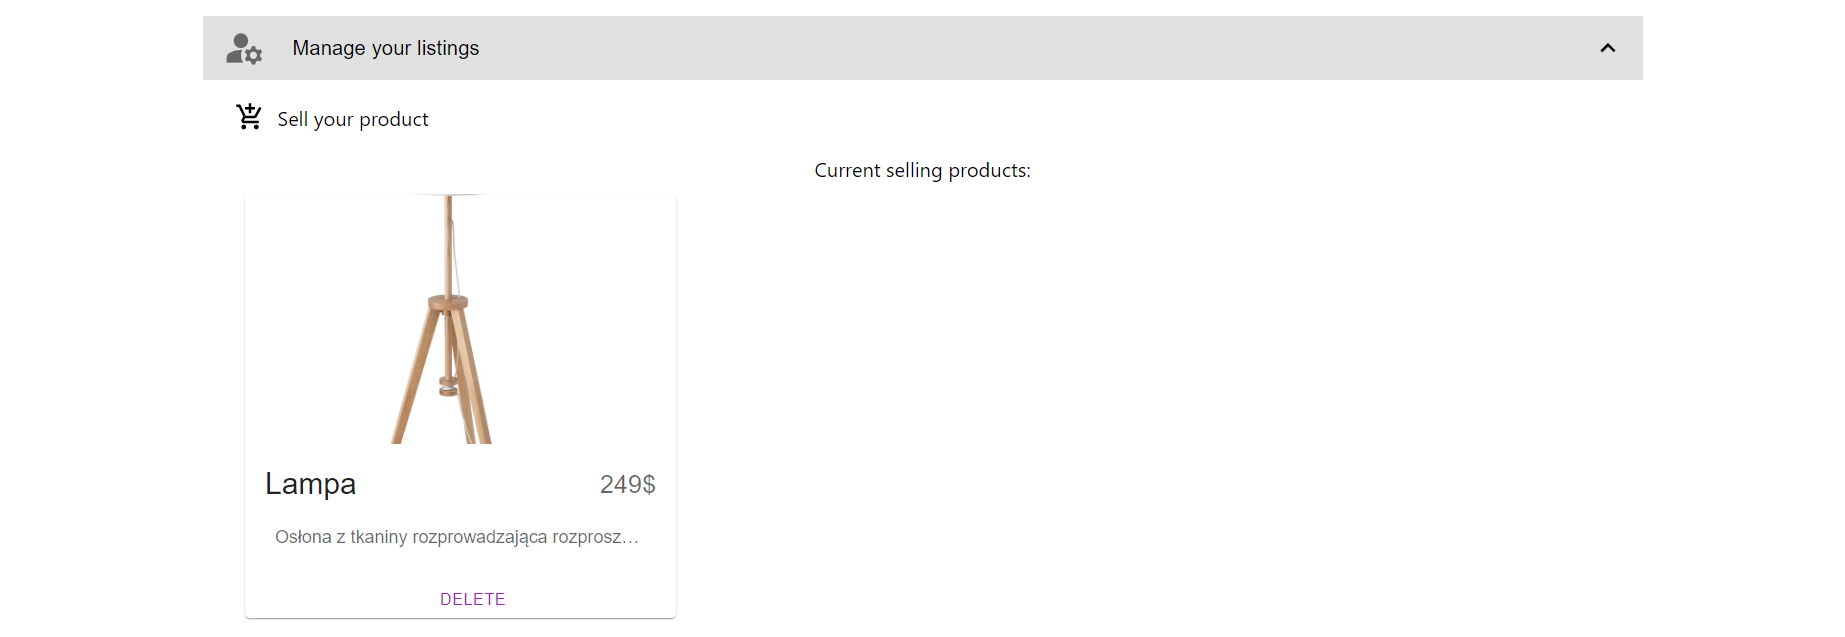 Manage your listings
Sell your product
Current selling products:
Lampa 249$
Osłona z tkaniny rozprowadzająca rozprosz...
DELETE